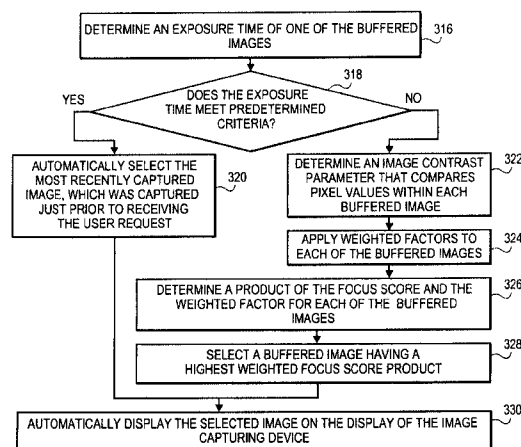 DETERMINE AN EXPOSURE TIME OF ONE OF THE BUFFERED
IMAGES
316
318
DOES THE EXPOSURE
TIME MEET PREDETERMINED
CRITERIA?
YES
NO
AUTOMATICALLY SELECT THE
MOST RECENTLY CAPTURED
IMAGE, WHICH WAS CAPTURED
JUST PRIOR TO RECEIVING
THE USER REQUEST
320
DETERMINE AN IMAGE CONTRAST
PARAMETER THAT COMPARES
PIXEL VALUES WITHIN EACH
BUFFERED IMAGE
322
APPLY WEIGHTED FACTORS TO
EACH OF THE BUFFERED IMAGES
324
DETERMINE A PRODUCT OF THE FOCUS SCORE AND THE
WEIGHTED FACTOR FOR EACH OF THE BUFFERED
IMAGES
326
SELECT A BUFFERED IMAGE HAVING A
HIGHEST WEIGHTED FOCUS SCORE PRODUCT
328
AUTOMATICALLY DISPLAY THE SELECTED IMAGE ON THE DISPLAY OF THE IMAGE
CAPTURING DEVICE
330